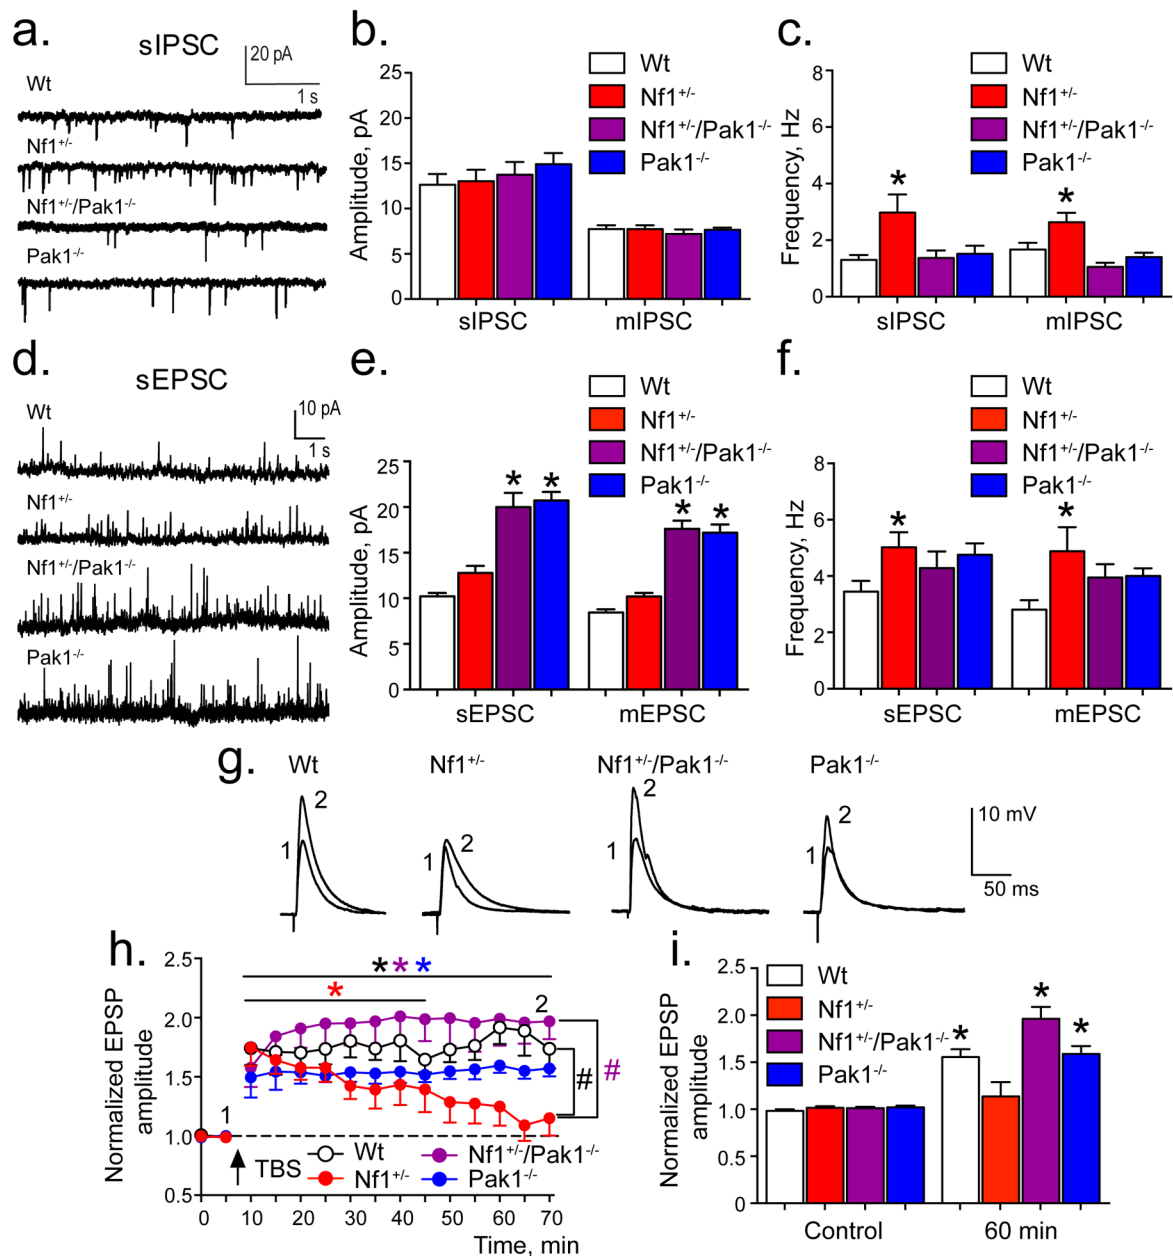 a.
sIPSC
20 pA
1 s
Wt
Nf1+/-
Nf1+/-/Pak1-/-
Pak1-/-
b.
Wt
Nf1+/-
Nf1+/-/Pak1-/-
Pak1-/-
Amplitude, pA
25
20
15
10
5
0
sIPSC
mIPSC
c.
Wt
Nf1+/-
Nf1+/-/Pak1-/-
Pak1-/-
Frequency, Hz
8
6
4
2
0
* *
sIPSC
mIPSC
d.
sEPSC
10 pA
1 s
Wt
Nf1+/-
Nf1+/-/Pak1-/-
Pak1-/-
e.
Wt
Nf1+/-
Nf1+/-/Pak1-/-
Pak1-/-
Amplitude, pA
25
20
15
10
5
0
* * * *
sEPSC
mEPSC
f.
Wt
Nf1+/-
Nf1+/-/Pak1-/-
Pak1-/-
Frequency, Hz
8
6
4
2
0
* *
sEPSC
mEPSC
g.
Wt
Nf1+/-
Nf1+/-/Pak1-/-
Pak1-/-
1 2
1 2
1 2
1 2
10 mV
50 ms
h.
Normalized EPSP
amplitude
2.5
2.0
1.5
1.0
0.5
* * *
*
1
2
# #
TBS
Wt
Nf1+/-
Nf1+/-/Pak1-/-
Pak1-/-
0 10 20 30 40 50 60 70
Time, min
i.
Wt
Nf1+/-
Nf1+/-/Pak1-/-
Pak1-/-
Normalized EPSP
amplitude
2.5
2.0
1.5
1.0
0.5
0
* * *
Control
60 min